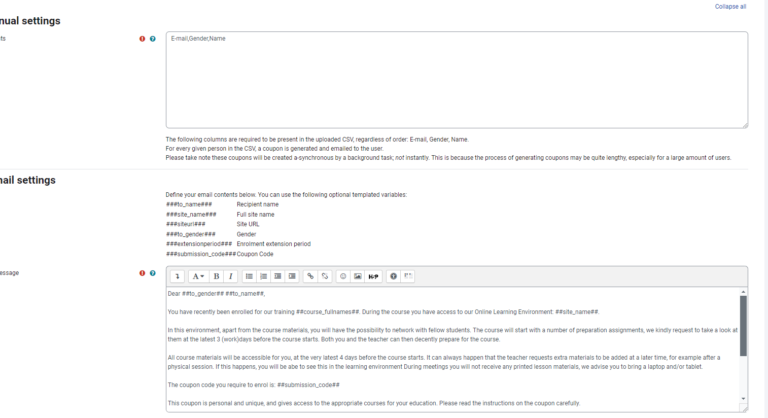 Collapse all
nual settings
ts
E-mail,Gender,Name
The following columns are required to be present in the uploaded CSV, regardless of order: E-mail, Gender, Name.
For every given person in the CSV, a coupon is generated and emailed to the user.
Please take note these coupons will be created a-synchronous by a background task; not instantly. This is because the process of generating coupons may be quite lengthy, especially for a large amount of users.
ail settings
Define your email contents below. You can use the following optional templated variables:
###to_name### Recipient name
###site_name### Full site name
###siteurl### Site URL
###to_gender### Gender
###extensionperiod### Enrolment extension period
###submission_code### Coupon Code
essage
A B I H-P
Dear ##to_gender## ##to_name##,
You have recently been enrolled for our training ##course_fullnames##. During the course you have access to our Online Learning Environment: ##site_name##.
In this environment, apart from the course materials, you will have the possibility to network with fellow students. The course will start with a number of preparation assignments, we kindly request to take a look at
them at the latest 3 (work)days before the course starts. Both you and the teacher can then decently prepare for the course.
All course materials will be accessible for you, at the very latest 4 days before the course starts. It can always happen that the teacher requests extra materials to be added at a later time, for example after a
physical session. If this happens, you will be abe to see this in the learning environment During meetings you will not receive any printed lesson materials, we advise you to bring a laptop and/or tablet.
The coupon code you require to enrol is: ##submission_code##
This coupon is personal and unique, and gives access to the appropriate courses for your education. Please read the instructions on the coupon carefully.